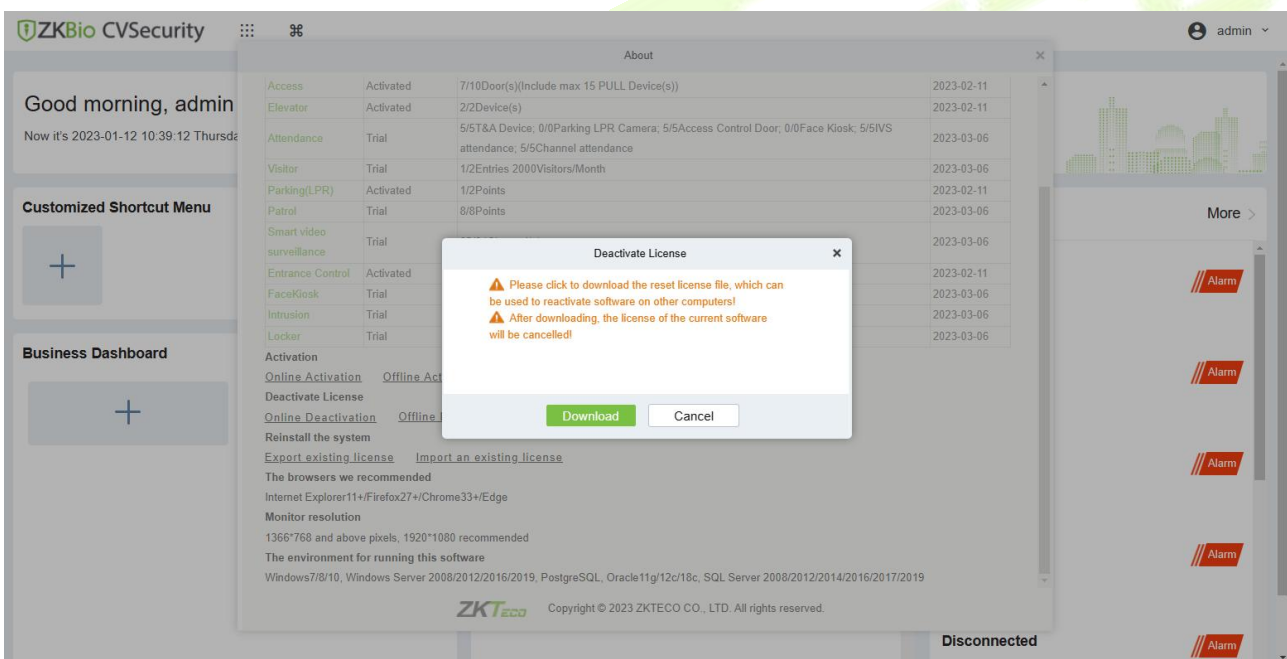 ZKBio CVSecurity
admin
About
Good morning, admin
Now it's 2023-01-12 10:39:12 Thursda
Access Activated 7/10Door(s)(Include max 15 PULL Device(s)) 2023-02-11
Elevator Activated 2/2Device(s) 2023-02-11
Attendance Trial 5/5T&A Device; 0/0Parking LPR Camera; 5/5Access Control Door; 0/0Face Kiosk; 5/5IVS
attendance; 5/5Channel attendance 2023-03-06
Visitor Trial 1/2Entries 2000Visitors/Month 2023-03-06
Parking(LPR) Activated 1/2Points 2023-02-11
Patrol Trial 8/8Points 2023-03-06
Smart video
surveillance Trial 2023-03-06
Entrance Control Activated 2023-02-11
FaceKiosk Trial 2023-03-06
Intrusion Trial 2023-03-06
Locker Trial 2023-03-06
Customized Shortcut Menu
Business Dashboard
More
Deactivate License
Please click to download the reset license file, which can
be used to reactivate software on other computers!
After downloading, the license of the current software
will be cancelled!
Download Cancel
Activation
Online Activation Offline Act
Deactivate License
Online Deactivation Offline
Reinstall the system
Export existing license Import an existing license
The browsers we recommended
Internet Explorer11+/Firefox27+/Chrome33+/Edge
Monitor resolution
1366*768 and above pixels, 1920*1080 recommended
The environment for running this software
Windows7/8/10, Windows Server 2008/2012/2016/2019, PostgreSQL, Oracle11g/12c/18c, SQL Server 2008/2012/2014/2016/2017/2019
ZKTeco Copyright © 2023 ZKTECO CO., LTD. All rights reserved.
Alarm
Alarm
Alarm
Alarm
Disconnected
Alarm